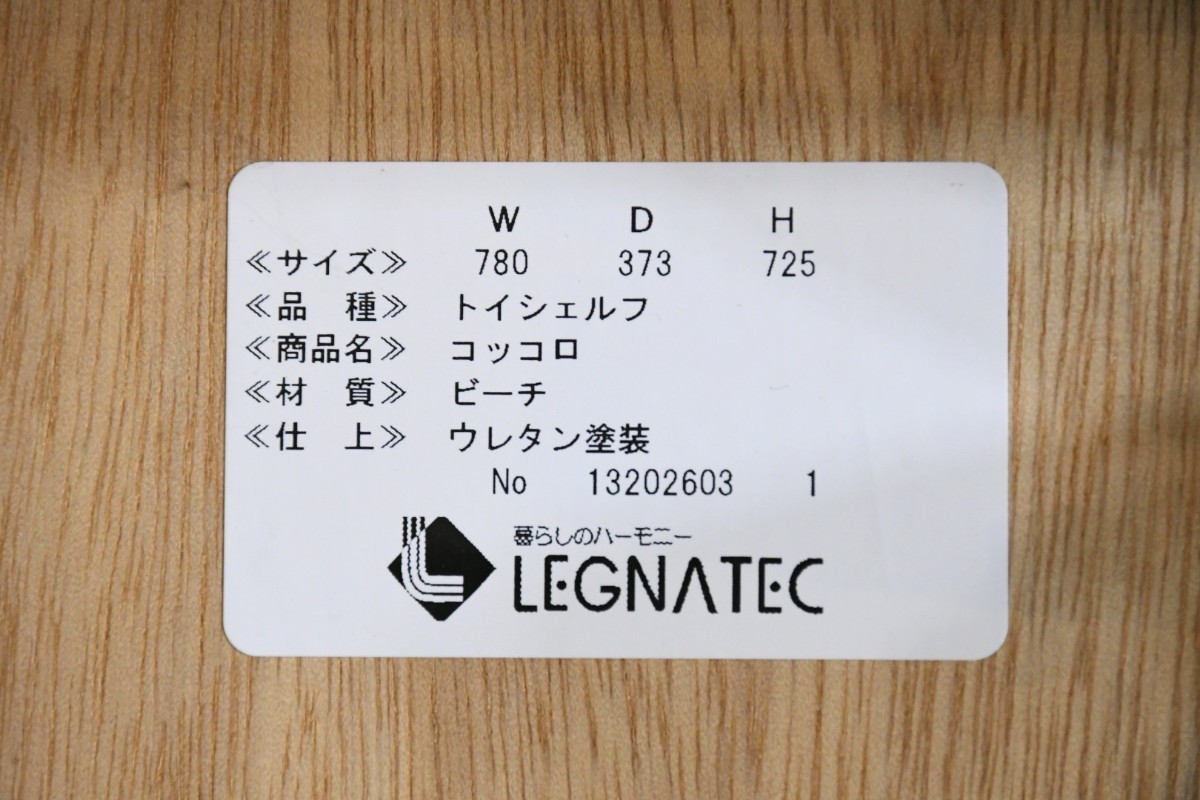 W D H
≪サイズ≫ 780 373 725
≪品 種≫ トイシェルフ
≪商品名≫ コッコロ
≪材 質≫ ビーチ
≪仕 上≫ ウレタン塗装
No 13202603 1
暮らしのハーモニー
LEGNATEC